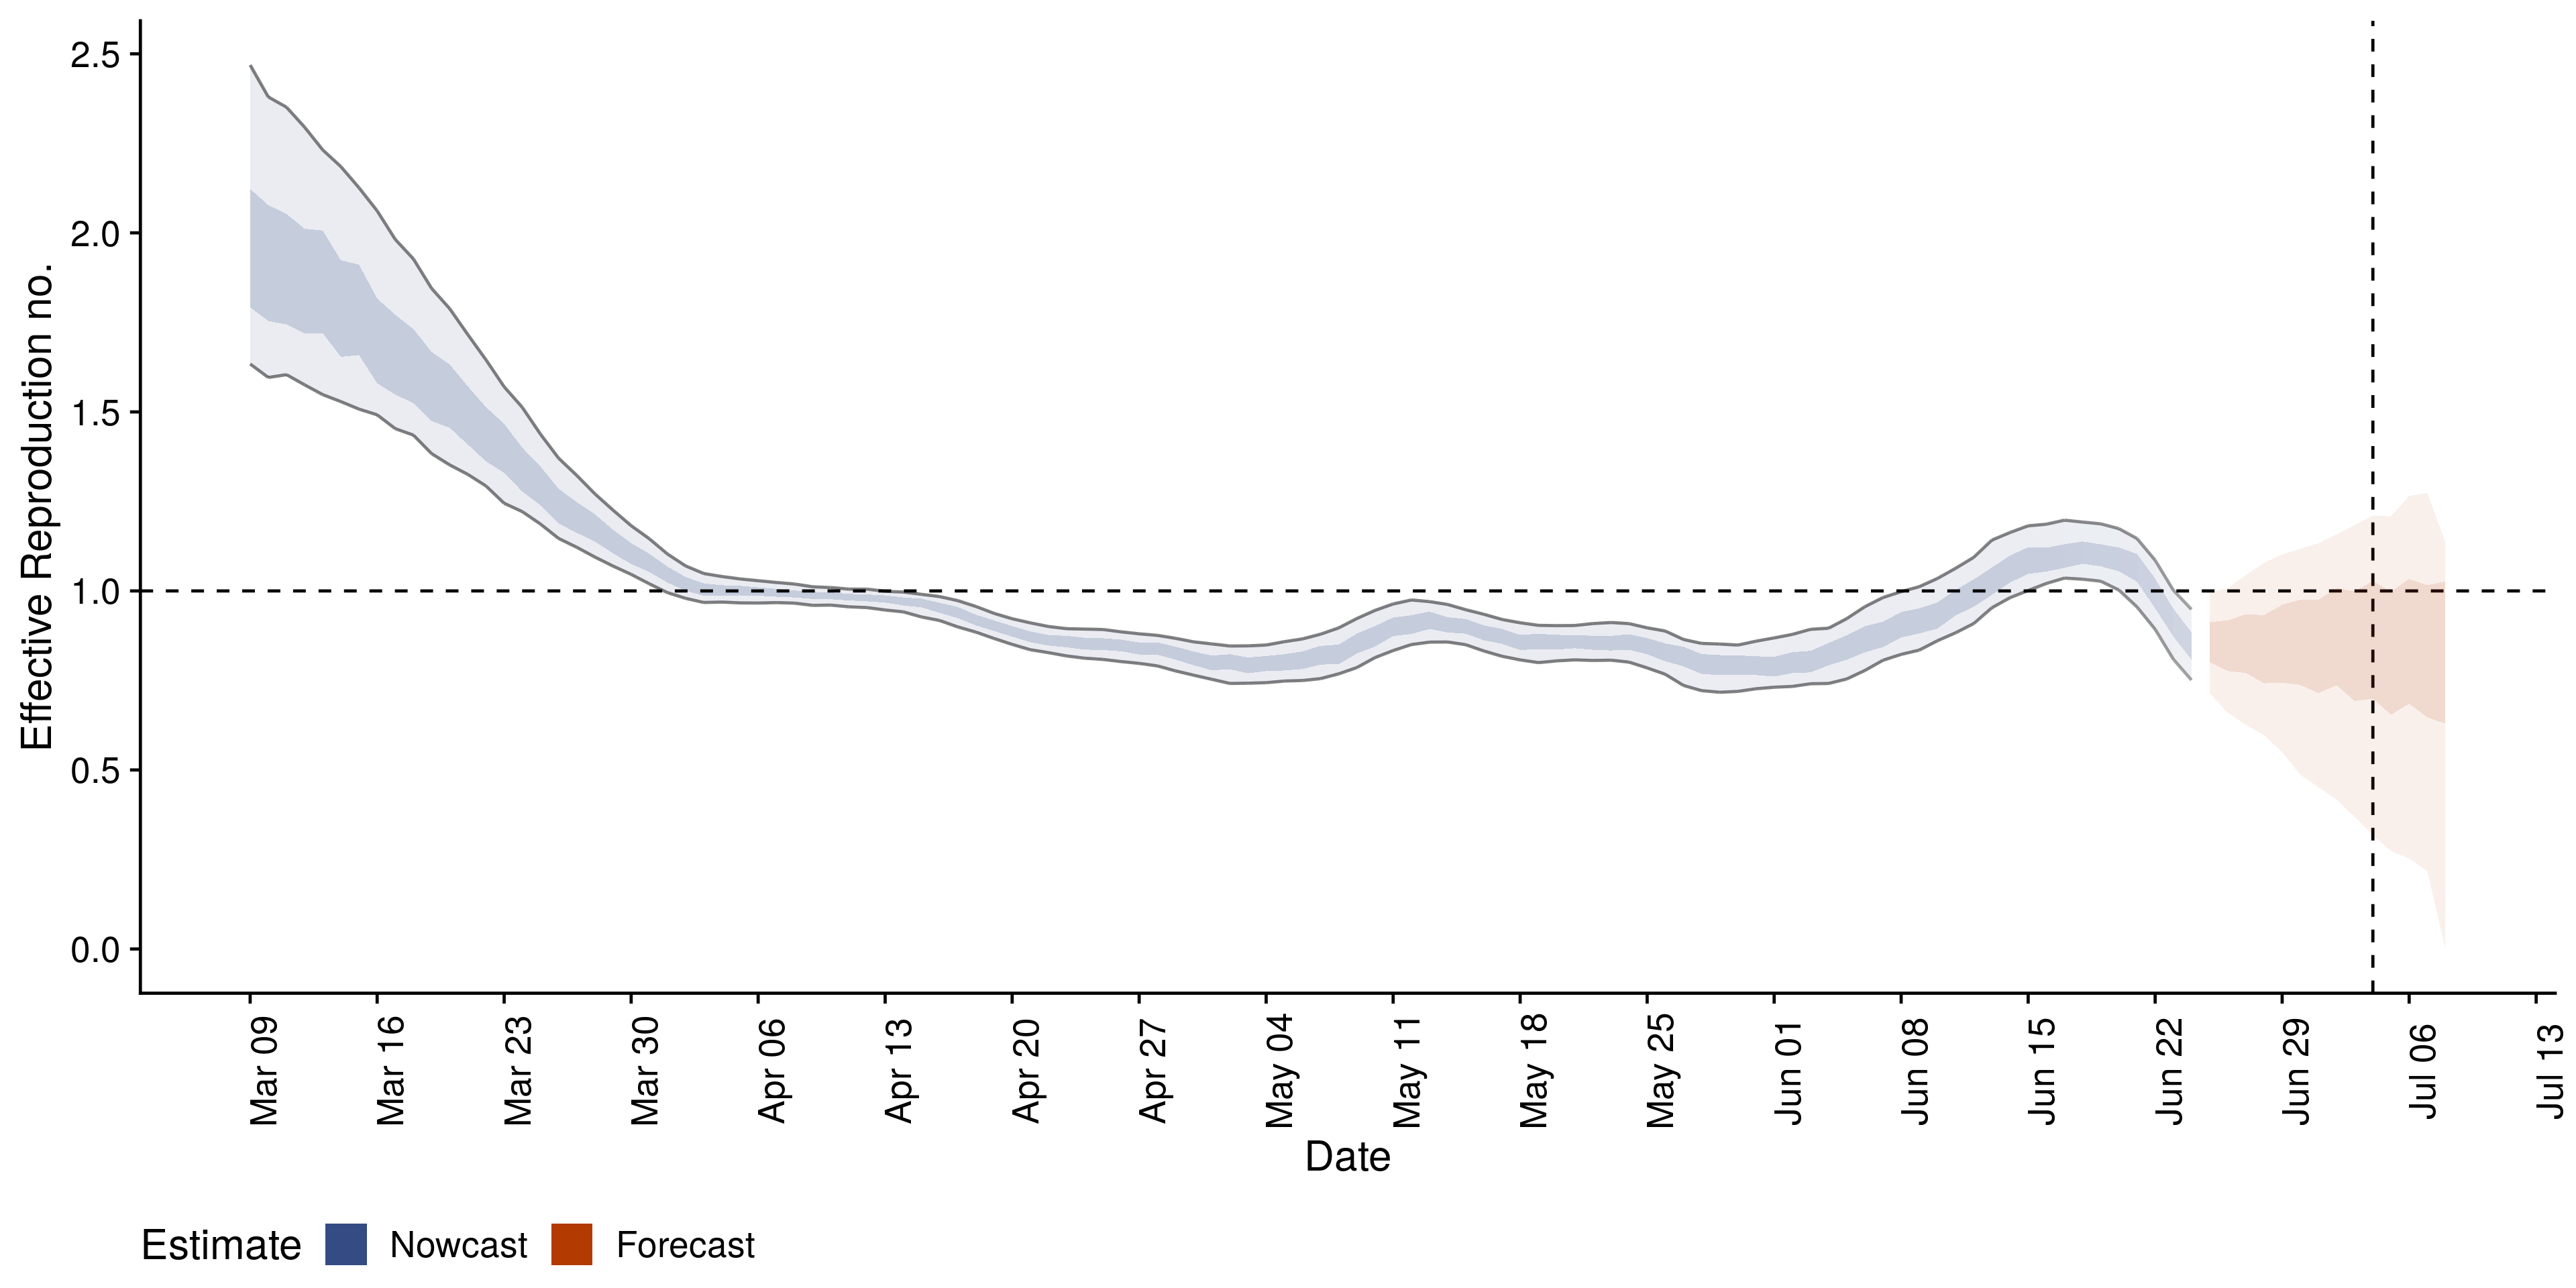 Effective Reproduction no.
2.5
2.0
1.5
1.0
0.5
0.0
Mar 09
Mar 16
Mar 23
Mar 30
Apr 06
Apr 13
Apr 20
Apr 27
May 04
May 11
May 18
May 25
Jun 01
Jun 08
Jun 15
Jun 22
Jun 29
Jul 06
Jul 13
Date
Estimate Nowcast Forecast